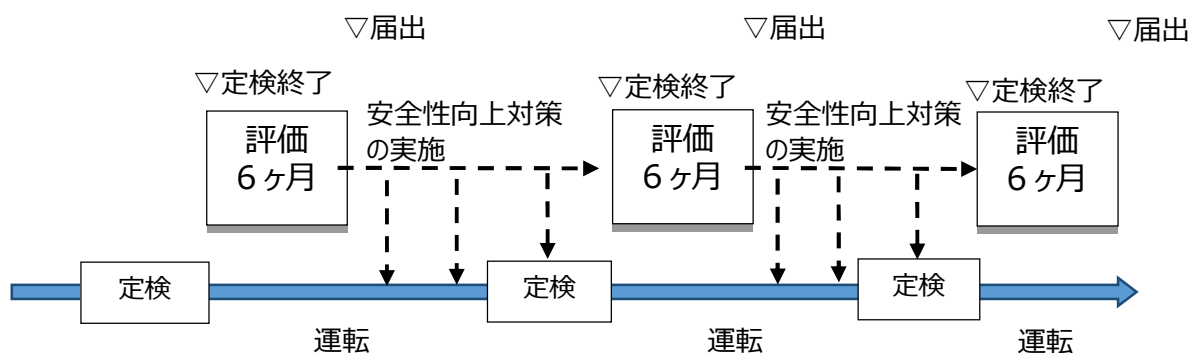 ▽届出
▽届出
▽届出
▽定検終了
▽定検終了
▽定検終了
評価
6ヶ月
安全性向上対策
の実施
評価
6ヶ月
安全性向上対策
の実施
評価
6ヶ月
定検
定検
定検
運転
運転
運転